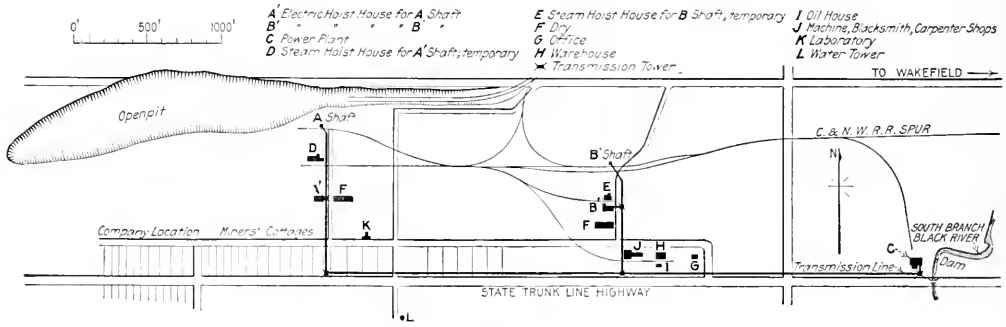 0' 500' 1000'
A' Electric Hoist House for A Shaft
B' " " " " B "
C Power Plant
D Steam Hoist House for 'A' Shaft; temporary
E Steam Hoist House for B Shaft, temporary
F Dry
G Office
H Warehouse
Transmission Tower
I Oil House
J Machine, Blacksmith, Carpenter Shops
K Laboratory
L Water Tower
TO WAKEFIELD
Openpit
A Shaft
C. & N. W. R. R. SPUR
B' Shaft
N
D
E
A' F
B'
F
K
Company Location Miners' Cottages
J H
I G
SOUTH BRANCH
BLACK RIVER
C
Dam
Transmission Line
STATE TRUNK LINE HIGHWAY
L